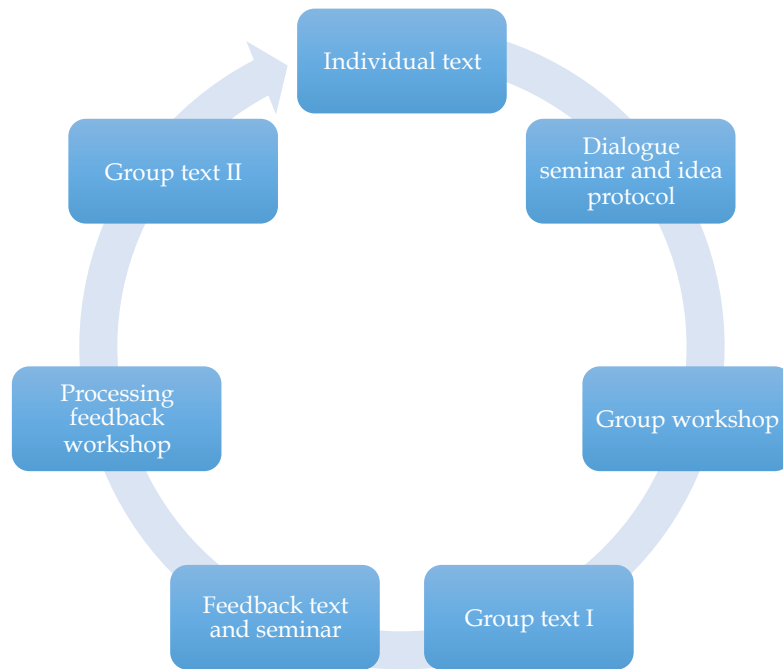 Individual text
Dialogue
seminar and idea
protocol
Group workshop
Group text I
Feedback text
and seminar
Processing
feedback
workshop
Group text II